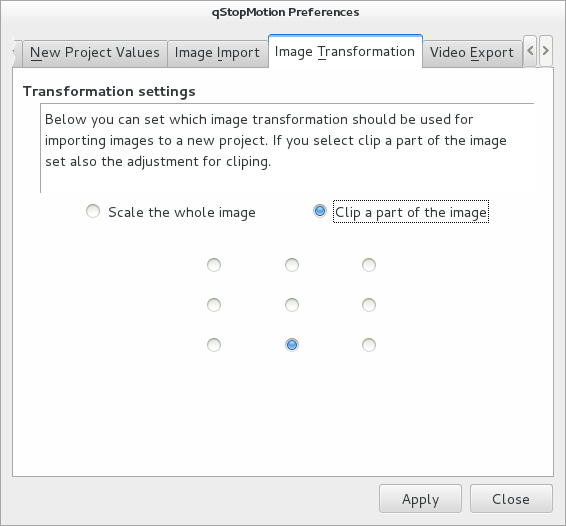 qStopMotion Preferences
New Project Values Image Import Image Transformation Video Export
Transformation settings
Below you can set which image transformation should be used for
importing images to a new project. If you select clip a part of the image
set also the adjustment for cliping.
Scale the whole image Clip a part of the image
Apply Close